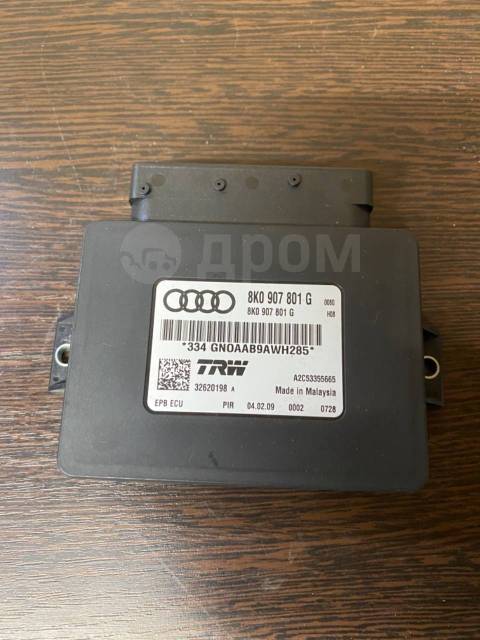 ДРОМ
8K0 907 801 G 0080
8K0 907 801 G H08
*334 GNOAAB9AWH285*
TRW A2C53355665
32620198 A Made in Malaysia
EPB ECU PIR 04.02.09 0002 0728